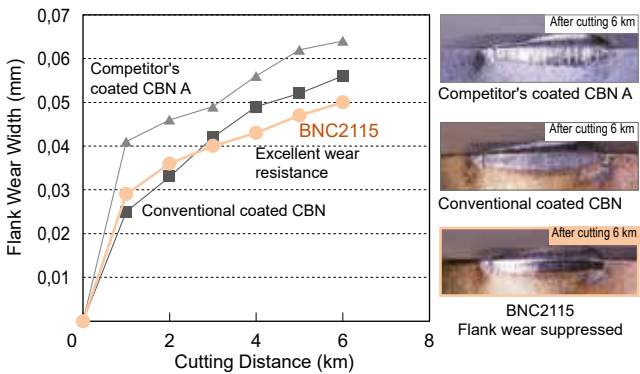 0,07
0,06
0,05
0,04
0,03
0,02
0,01
0
2
4
6
8
Flank Wear Width (mm)
Cutting Distance (km)
Competitor's
coated CBN A
BNC2115
Excellent wear
resistance
Conventional coated CBN
After cutting 6 km
Competitor's coated CBN A
After cutting 6 km
Conventional coated CBN
After cutting 6 km
BNC2115
Flank wear suppressed